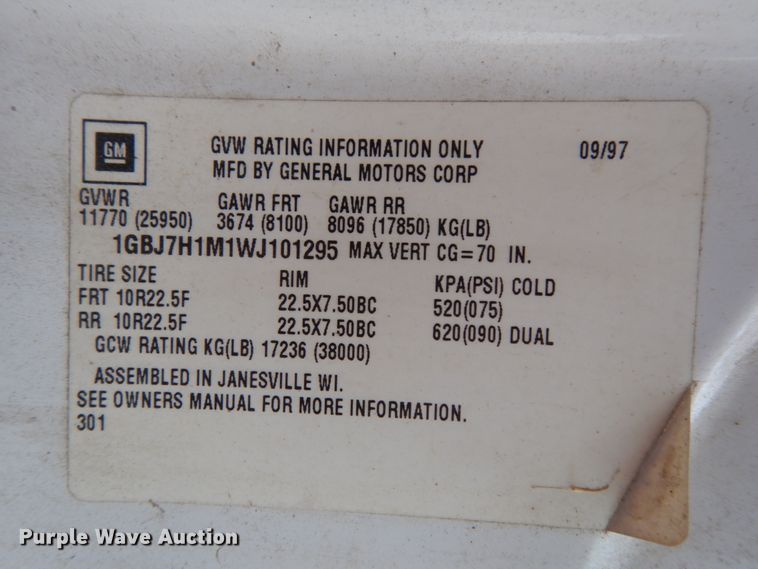 GM
GVW RATING INFORMATION ONLY 09/97
MFD BY GENERAL MOTORS CORP
GVWR GAWR FRT GAWR RR
11770 (25950) 3674 (8100) 8096 (17850) KG(LB)
1GBJ7H1M1WJ101295 MAX VERT CG=70 IN.
TIRE SIZE RIM KPA(PSI) COLD
FRT 10R22.5F 22.5X7.50BC 520(075)
RR 10R22.5F 22.5X7.50BC 620(090) DUAL
GCW RATING KG(LB) 17236 (38000)
ASSEMBLED IN JANESVILLE WI.
SEE OWNERS MANUAL FOR MORE INFORMATION.
301
Purple Wave Auction